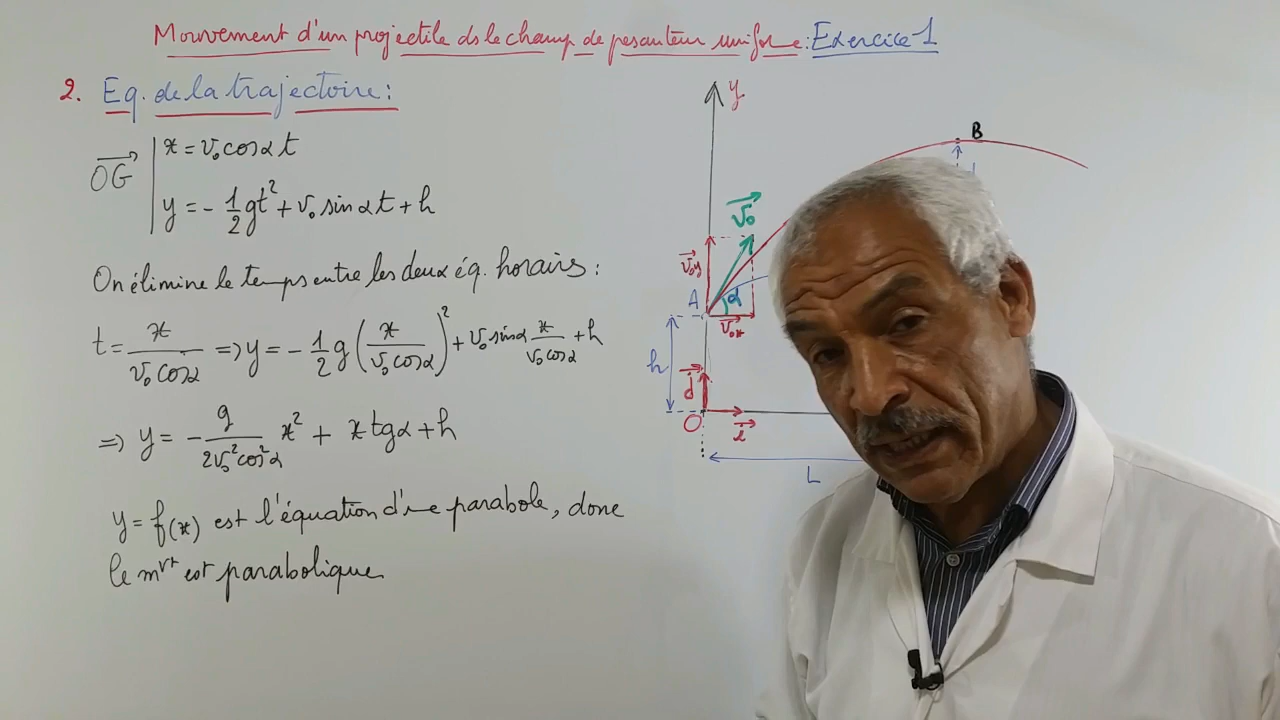 Mouvement d'un projectile ds le champ de pesanteur uniforme : Exercice 1
2. Eq. de la trajectoire :
OG | x = v₀ cosα t
y = - 1/2 gt² + v₀ sinα t + h
On élimine le temps entre les deux éq. horairs :
t = x/(v₀ cosα) => y = - 1/2 g (x/(v₀ cosα))² + v₀ sinα x/(v₀ cosα) + h
=> y = - g/(2v₀² cos²α) x² + x tgα + h
y = f(x) est l'équation d'une parabole, donc
le mvt est parabolique
y
B
v₀
v₀y
A
α
v₀x
h
j
O
i
L